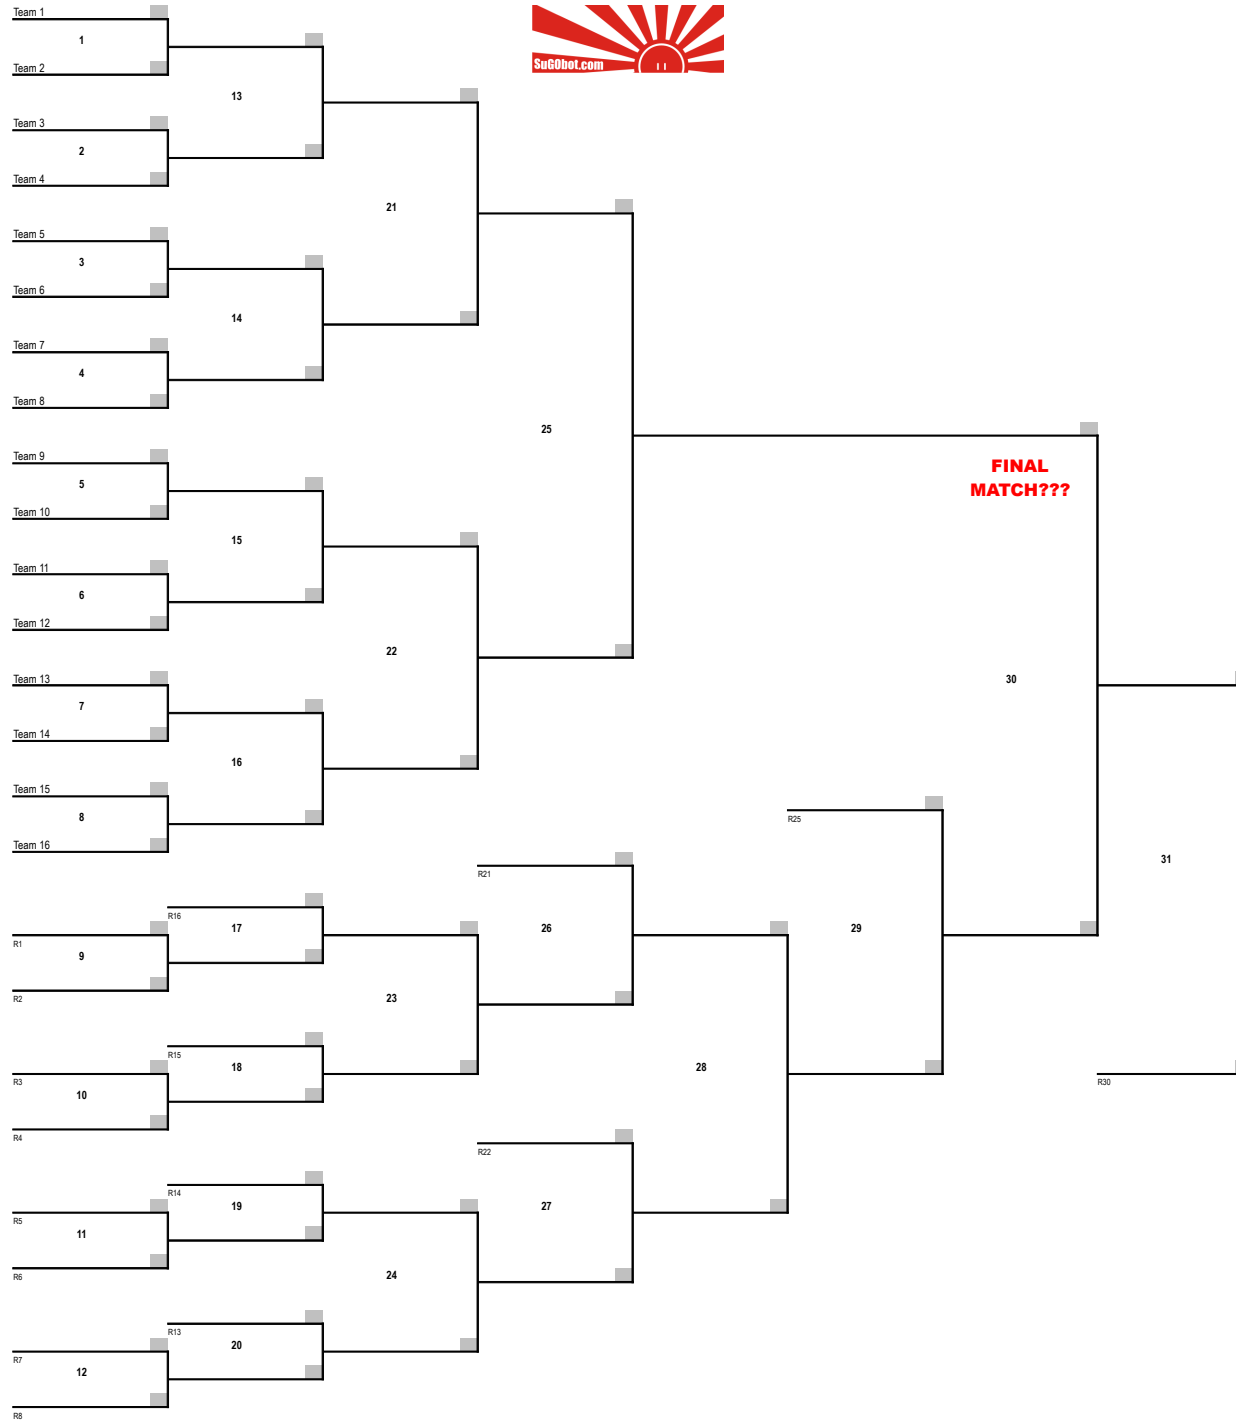 Team 1
1
Team 2
SuGObot.com
13
Team 3
2
Team 4
21
Team 5
3
Team 6
14
Team 7
4
Team 8
25
Team 9
5
Team 10
15
Team 11
6
Team 12
22
Team 13
7
Team 14
16
Team 15
8
Team 16
FINAL
MATCH???
30
R25
31
R21
R16
17
26
29
R1
9
R2
23
R15
18
28
R3
10
R4
R30
R22
R14
19
27
R5
11
R6
24
R13
20
R7
12
R8